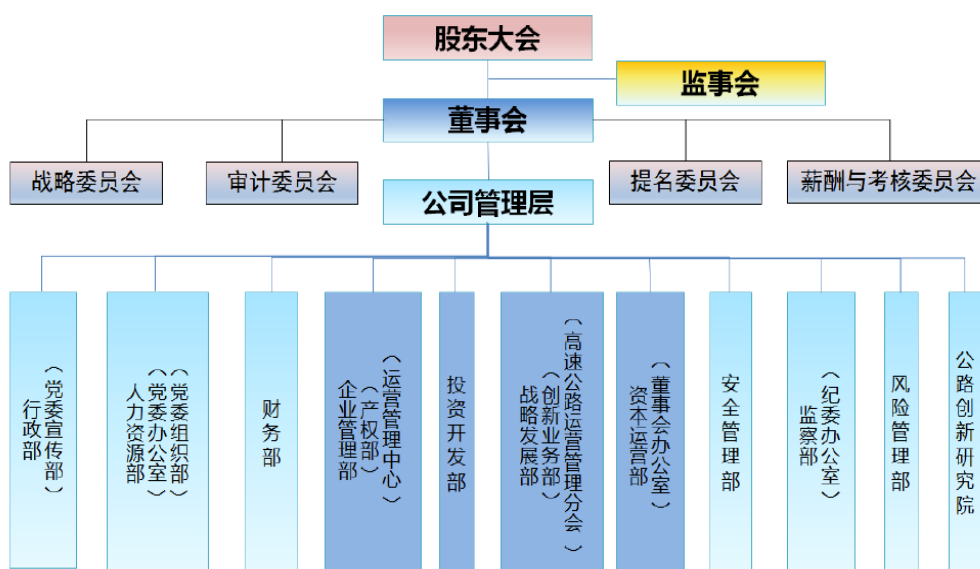 股东大会
监事会
董事会
战略委员会
审计委员会
提名委员会
薪酬与考核委员会
公司管理层
行政部
（党委宣传部）
人力资源部
（党委办公室）
（党委组织部）
财务部
企业管理部
（产权部）
（运营管理中心）
投资开发部
战略发展部
（创新业务部）
（高速公路运营管理分会）
资本运营部
（董事会办公室）
安全管理部
监察部
（纪委办公室）
风险管理部
公路创新研究院